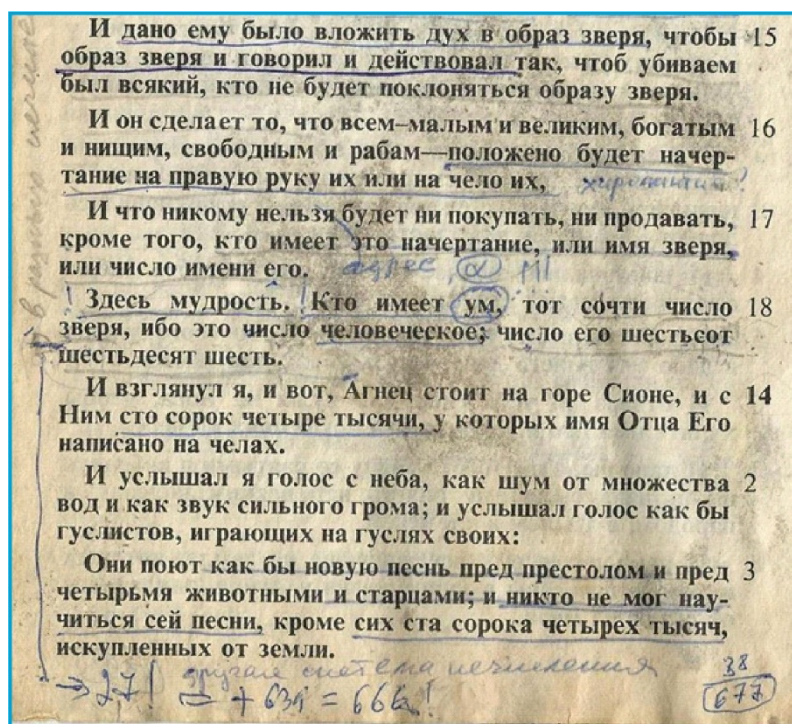 И дано ему было вложить дух в образ зверя, чтобы 15
образ зверя и говорил и действовал так, чтоб убиваем
был всякий, кто не будет поклоняться образу зверя.
И он сделает то, что всем–малым и великим, богатым 16
и нищим, свободным и рабам—положено будет начер-
тание на правую руку их или на чело их,
И что никому нельзя будет ни покупать, ни продавать, 17
кроме того, кто имеет это начертание, или имя зверя,
или число имени его. адрес,
! Здесь мудрость. ! Кто имеет ум, тот сочти число 18
зверя, ибо это число человеческое; число его шестьсот
шестьдесят шесть.
И взглянул я, и вот, Агнец стоит на горе Сионе, и с 14
Ним сто сорок четыре тысячи, у которых имя Отца Его
написано на челах.
И услышал я голос с неба, как шум от множества 2
вод и как звук сильного грома; и услышал голос как бы
гуслистов, играющих на гуслях своих:
Они поют как бы новую песнь пред престолом и пред 3
четырьмя животными и старцами; и никто не мог нау-
читься сей песни, кроме сих ста сорока четырех тысяч,
искупленных от земли.
другая система исчисления
38
677